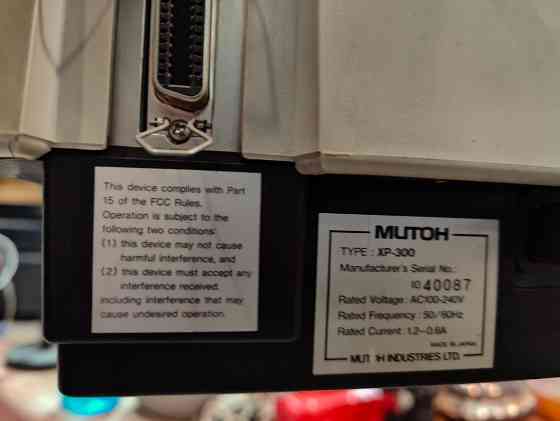 This device complies with Part
15 of the FCC Rules.
Operation is subject to the
following two conditions:
(1) this device may not cause
harmful interference, and
(2) this device must accept any
interference received.
including interference that may
cause undesired operation.
MUTOH
TYPE : XP-300
Manufacturer's Serial No.:
IO 40087
Rated Voltage : AC100-240V
Rated Frequency : 50/60Hz
Rated Current : 1.2-0.6A
MADE IN JAPAN
MUT H INDUSTRIES LTD.